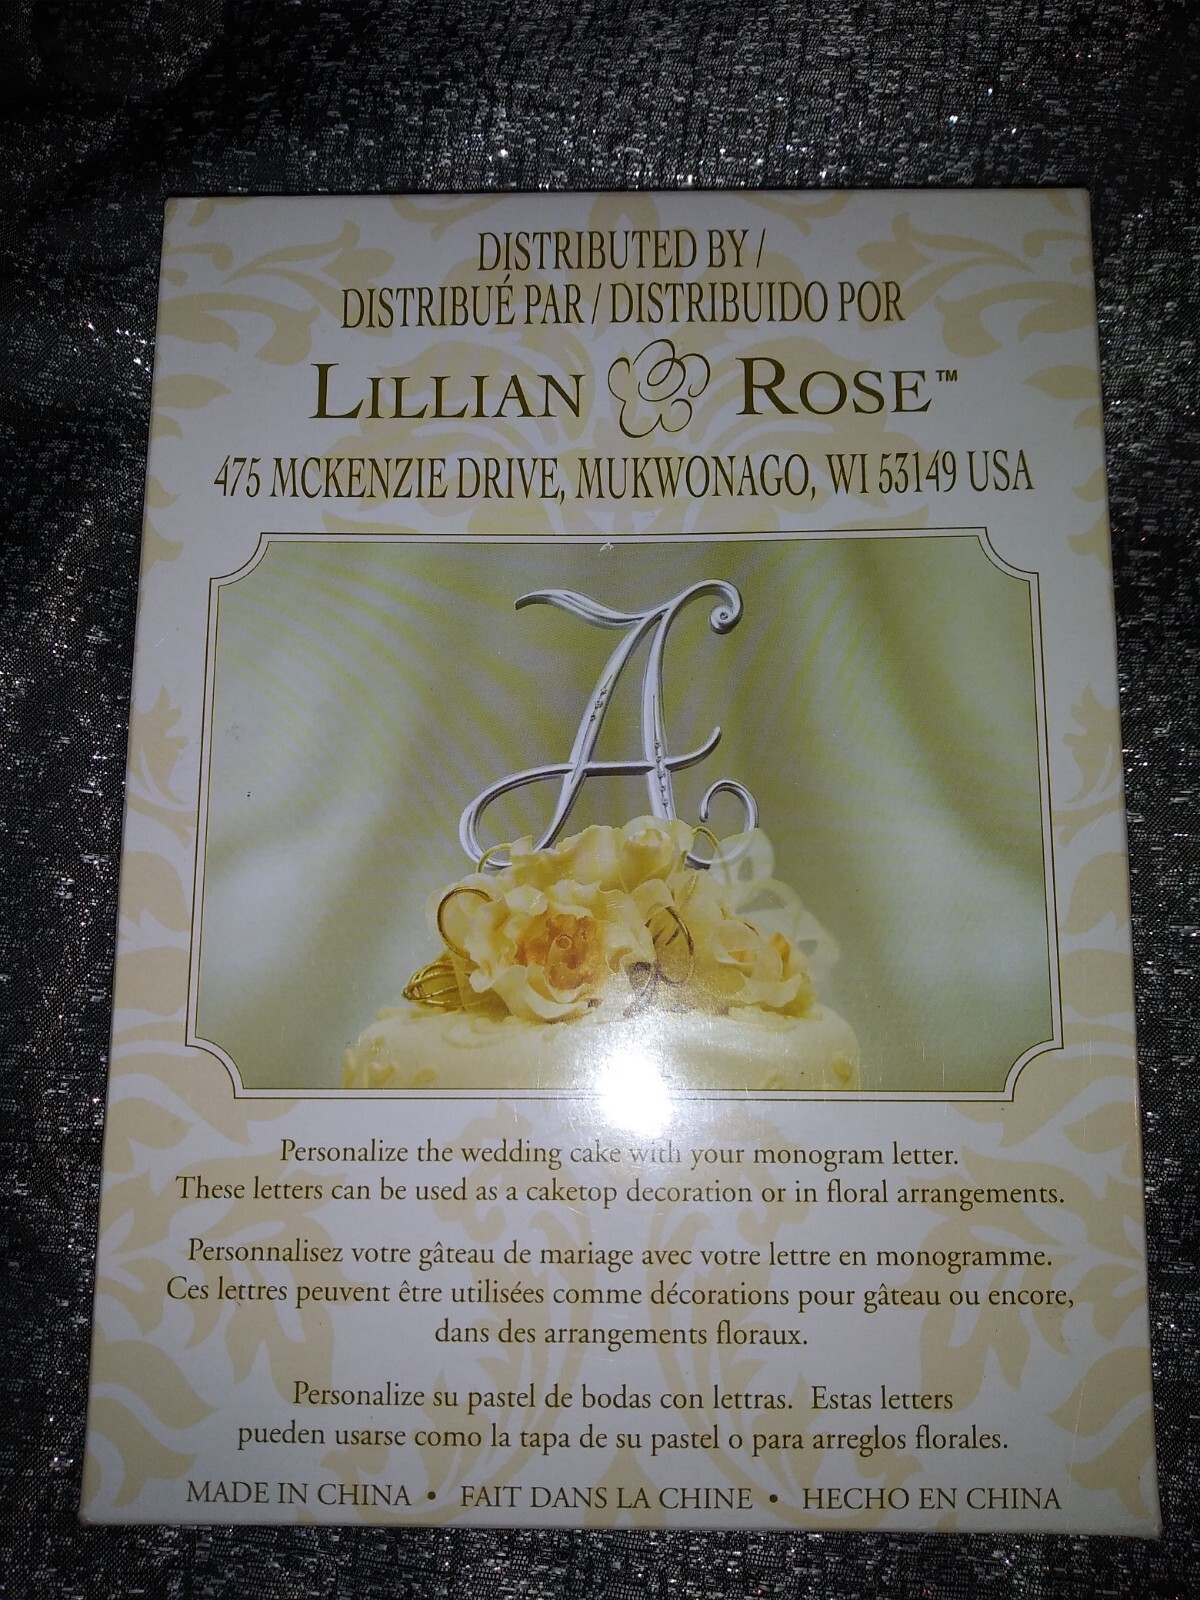 DISTRIBUTED BY /
DISTRIBUÉ PAR / DISTRIBUIDO POR
LILLIAN ROSE™
475 MCKENZIE DRIVE, MUKWONAGO, WI 53149 USA
A
Personalize the wedding cake with your monogram letter.
These letters can be used as a caketop decoration or in floral arrangements.
Personnalisez votre gâteau de mariage avec votre lettre en monogramme.
Ces lettres peuvent être utilisées comme décorations pour gâteau ou encore,
dans des arrangements floraux.
Personalize su pastel de bodas con lettras. Estas letters
pueden usarse como la tapa de su pastel o para arreglos florales.
MADE IN CHINA • FAIT DANS LA CHINE • HECHO EN CHINA